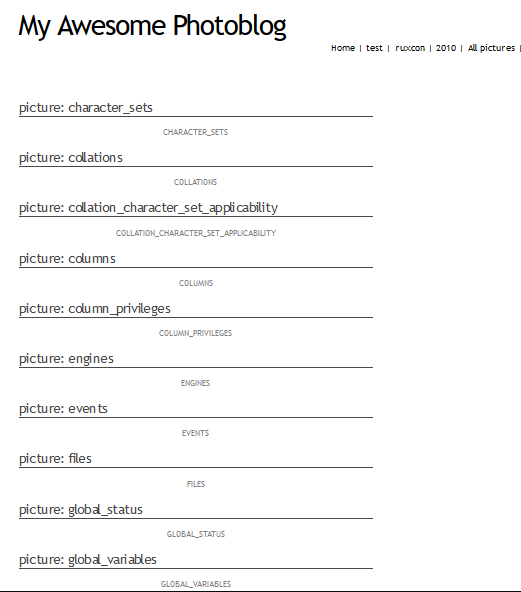 My Awesome Photoblog
Home | test | ruxcon | 2010 | All pictures |
picture: character_sets
CHARACTER_SETS
picture: collations
COLLATIONS
picture: collation_character_set_applicability
COLLATION_CHARACTER_SET_APPLICABILITY
picture: columns
COLUMNS
picture: column_privileges
COLUMN_PRIVILEGES
picture: engines
ENGINES
picture: events
EVENTS
picture: files
FILES
picture: global_status
GLOBAL_STATUS
picture: global_variables
GLOBAL_VARIABLES